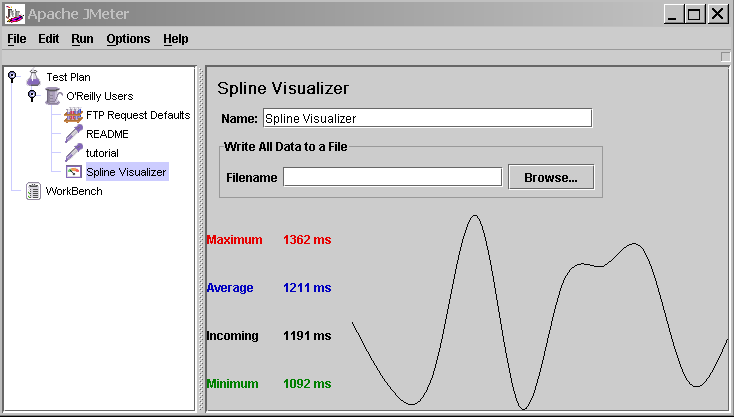 Apache JMeter
File Edit Run Options Help
Test Plan
O'Reilly Users
FTP Request Defaults
README
tutorial
Spline Visualizer
WorkBench
Spline Visualizer
Name: Spline Visualizer
Write All Data to a File
Filename Browse...
Maximum 1362 ms
Average 1211 ms
Incoming 1191 ms
Minimum 1092 ms